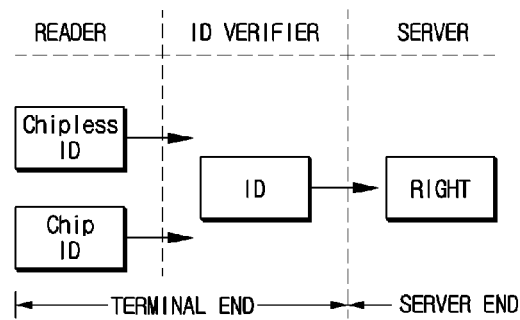 READER
ID VERIFIER
SERVER
Chipless
ID
Chip
ID
ID
RIGHT
TERMINAL END
SERVER END